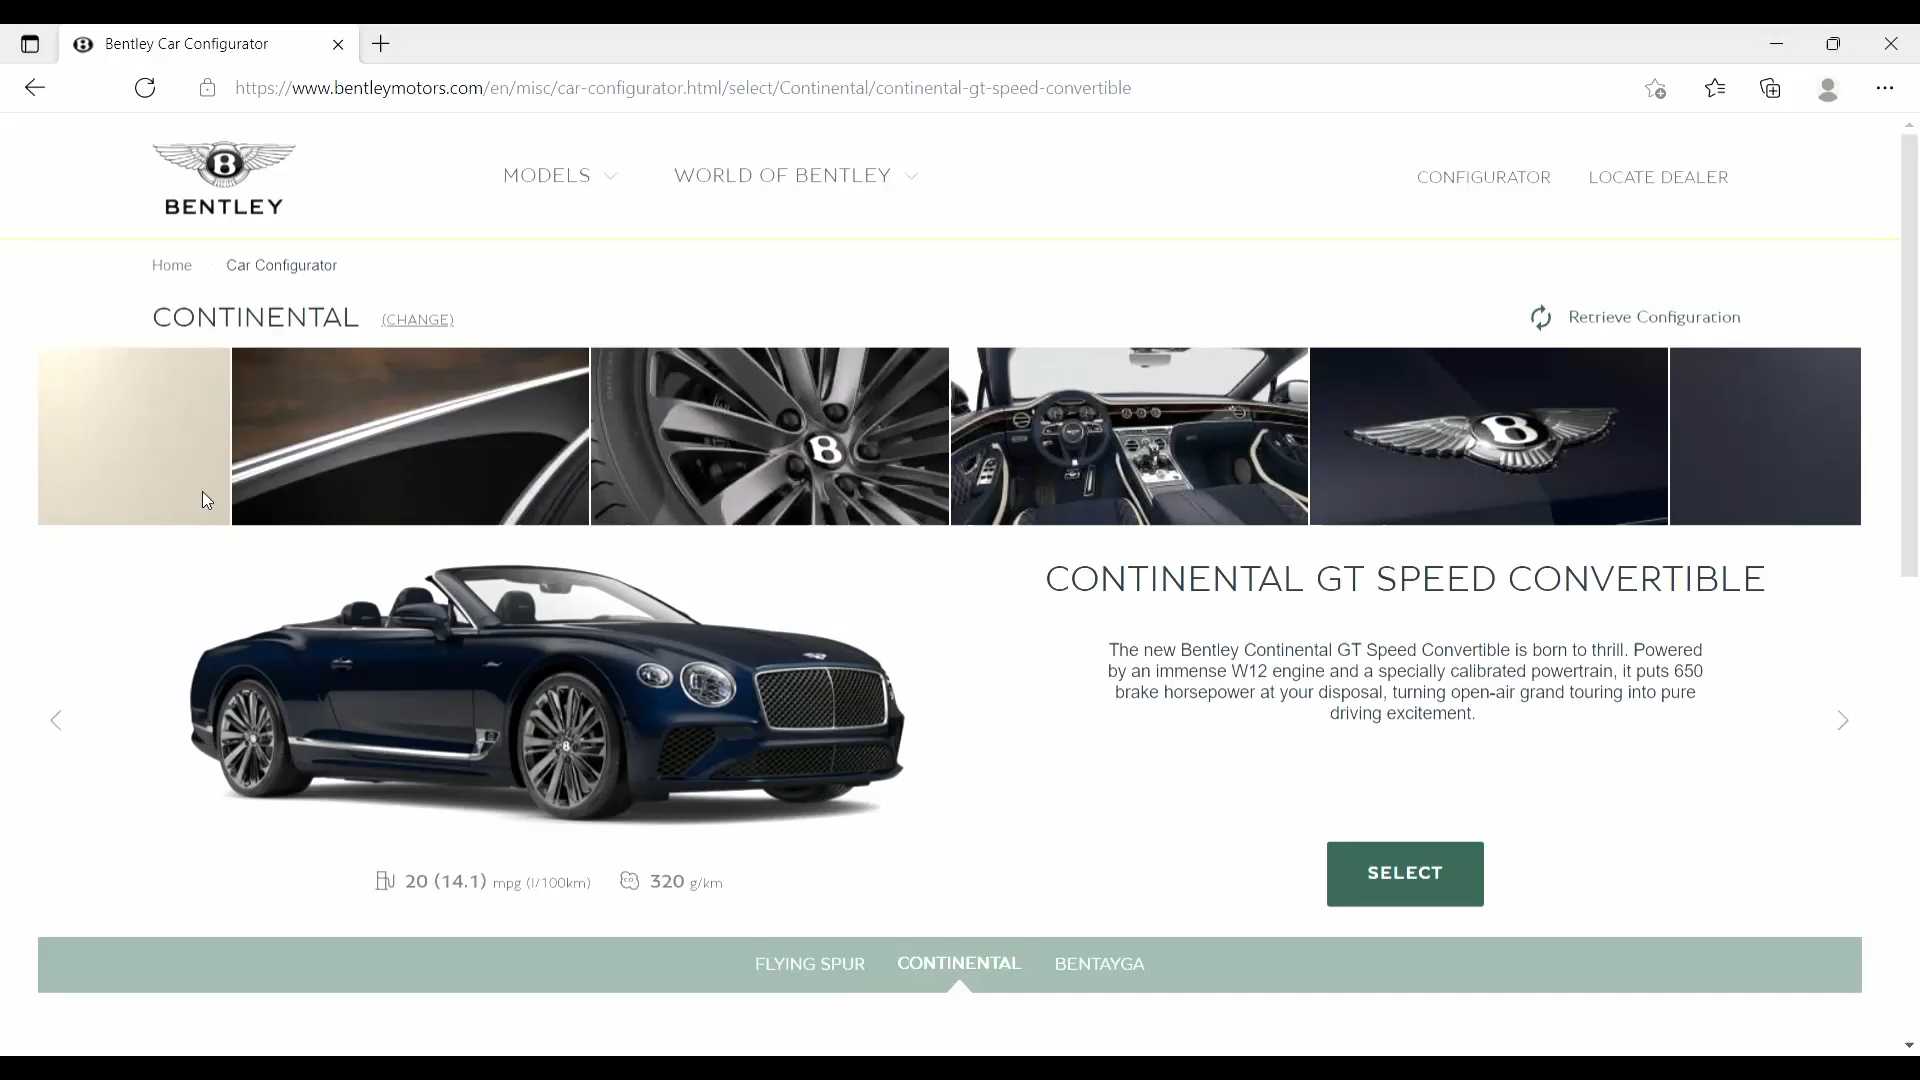 Bentley Car Configurator
https://www.bentleymotors.com/en/misc/car-configurator.html/select/Continental/continental-gt-speed-convertible
B
BENTLEY
MODELS
WORLD OF BENTLEY
CONFIGURATOR
LOCATE DEALER
Home
Car Configurator
CONTINENTAL (CHANGE)
Retrieve Configuration
B
B
CONTINENTAL GT SPEED CONVERTIBLE
The new Bentley Continental GT Speed Convertible is born to thrill. Powered
by an immense W12 engine and a specially calibrated powertrain, it puts 650
brake horsepower at your disposal, turning open-air grand touring into pure
driving excitement.
20 (14.1) mpg (l/100km) 320 g/km
SELECT
FLYING SPUR CONTINENTAL BENTAYGA